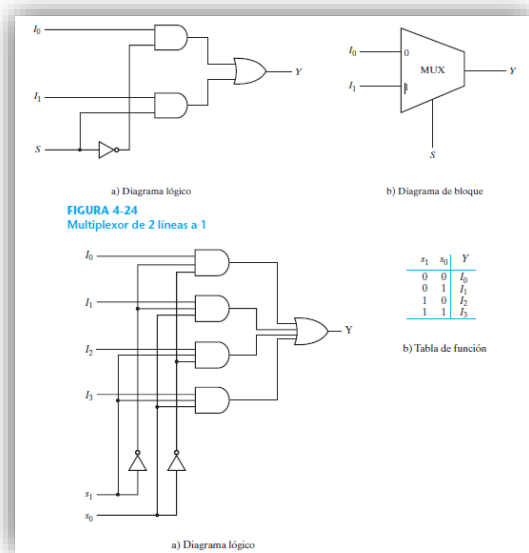 I0
I1
S
Y
a) Diagrama lógico
I0
I1
0
1
MUX
Y
S
b) Diagrama de bloque
FIGURA 4-24
Multiplexor de 2 líneas a 1
I0
I1
I2
I3
s1
s0
Y
a) Diagrama lógico
s1 s0 Y
0 0 I0
0 1 I1
1 0 I2
1 1 I3
b) Tabla de función